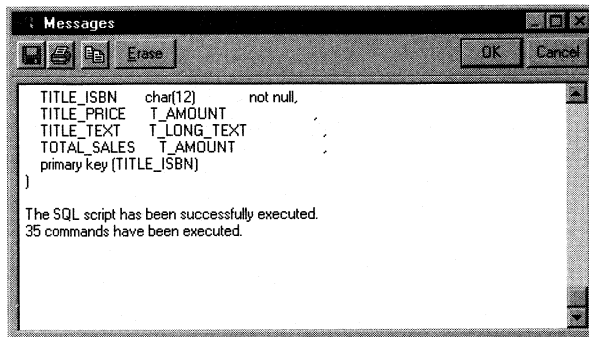 Messages
Erase OK Cancel
TITLE_ISBN char(12) not null,
TITLE_PRICE T_AMOUNT ,
TITLE_TEXT T_LONG_TEXT ,
TOTAL_SALES T_AMOUNT ,
primary key (TITLE_ISBN)
)
The SQL script has been successfully executed.
35 commands have been executed.